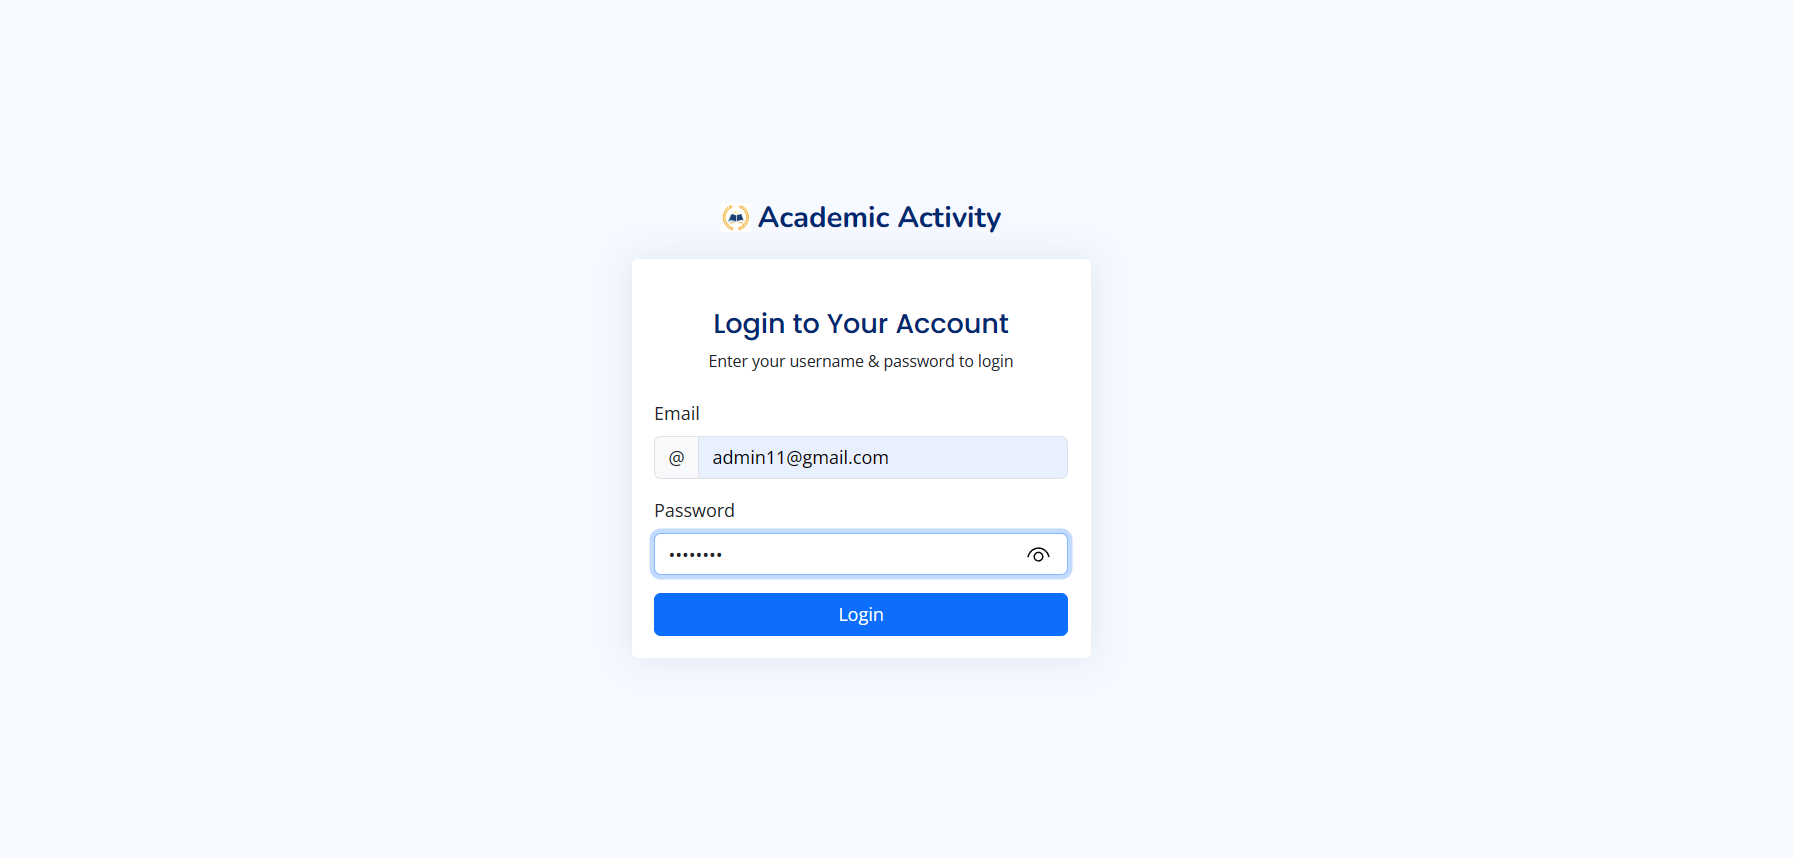 Academic Activity
Login to Your Account
Enter your username & password to login
Email
@ admin11@gmail.com
Password
••••••••
Login